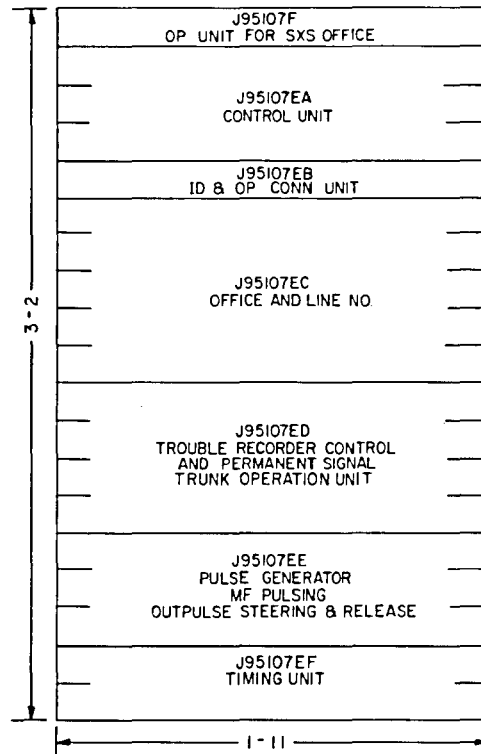 J95107F
OP UNIT FOR SXS OFFICE
J95107EA
CONTROL UNIT
J95107EB
ID & OP CONN UNIT
J95107EC
OFFICE AND LINE NO.
3-2
J95107ED
TROUBLE RECORDER CONTROL
AND PERMANENT SIGNAL
TRUNK OPERATION UNIT
J95107EE
PULSE GENERATOR
MF PULSING
OUTPULSE STEERING & RELEASE
J95107EF
TIMING UNIT
1-11